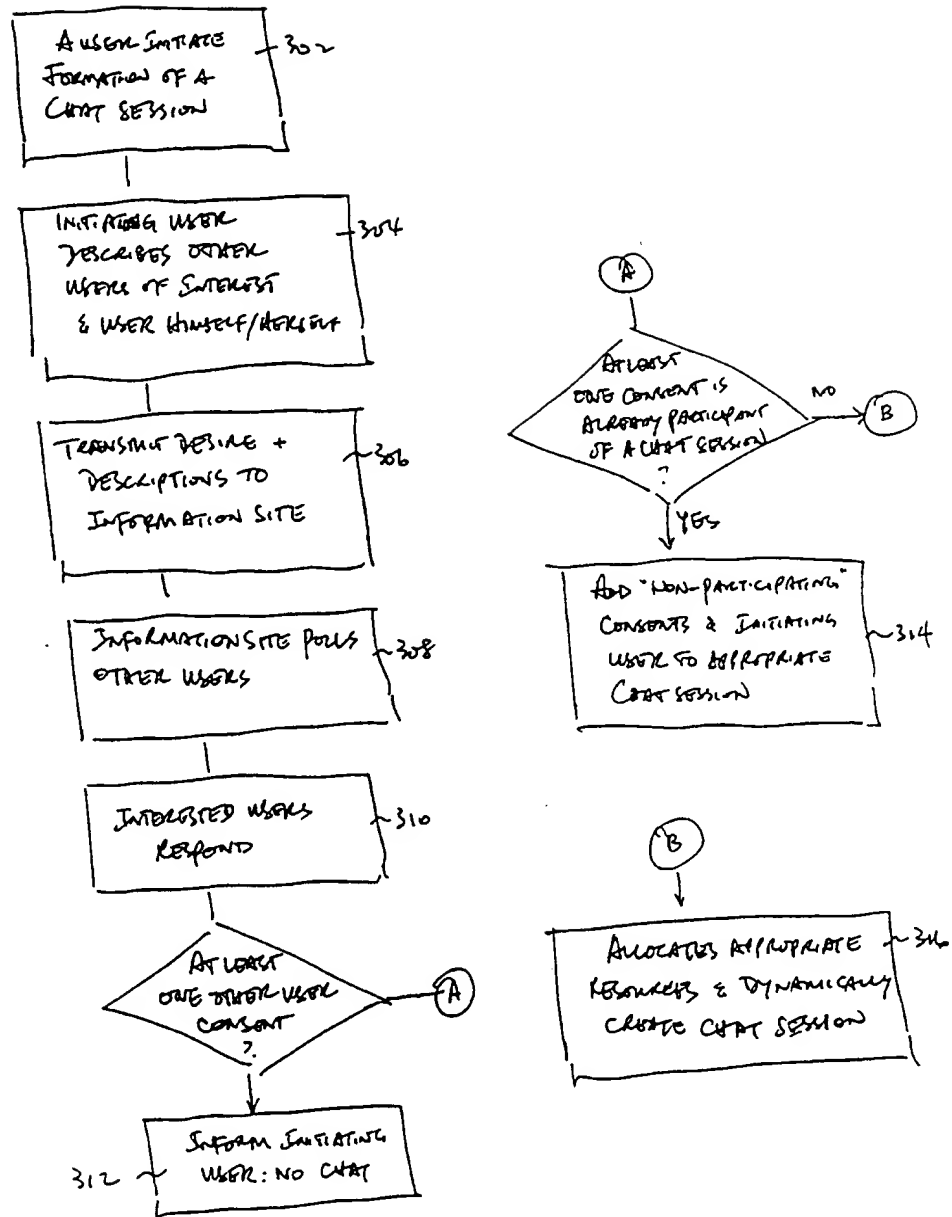 A USER INITIATE
FORMATION OF A
CHAT SESSION
302
INITIATING USER
DESCRIBES OTHER
USERS OF INTEREST
& USER HIMSELF/HERSELF
304
TRANSMIT DESIRE +
DESCRIPTIONS TO
INFORMATION SITE
306
INFORMATION SITE POLLS
OTHER USERS
308
INTERESTED USERS
RESPOND
310
AT LEAST
ONE OTHER USER
CONSENT
?
A
INFORM INITIATING
USER: NO CHAT
312
A
AT LEAST
ONE CONSENT IS
ALREADY PARTICIPANT
OF A CHAT SESSION
?
NO
B
YES
ADD "NON-PARTICIPATING"
CONSENTS & INITIATING
USER TO APPROPRIATE
CHAT SESSION
314
B
ALLOCATES APPROPRIATE
RESOURCES & DYNAMICALLY
CREATE CHAT SESSION
316